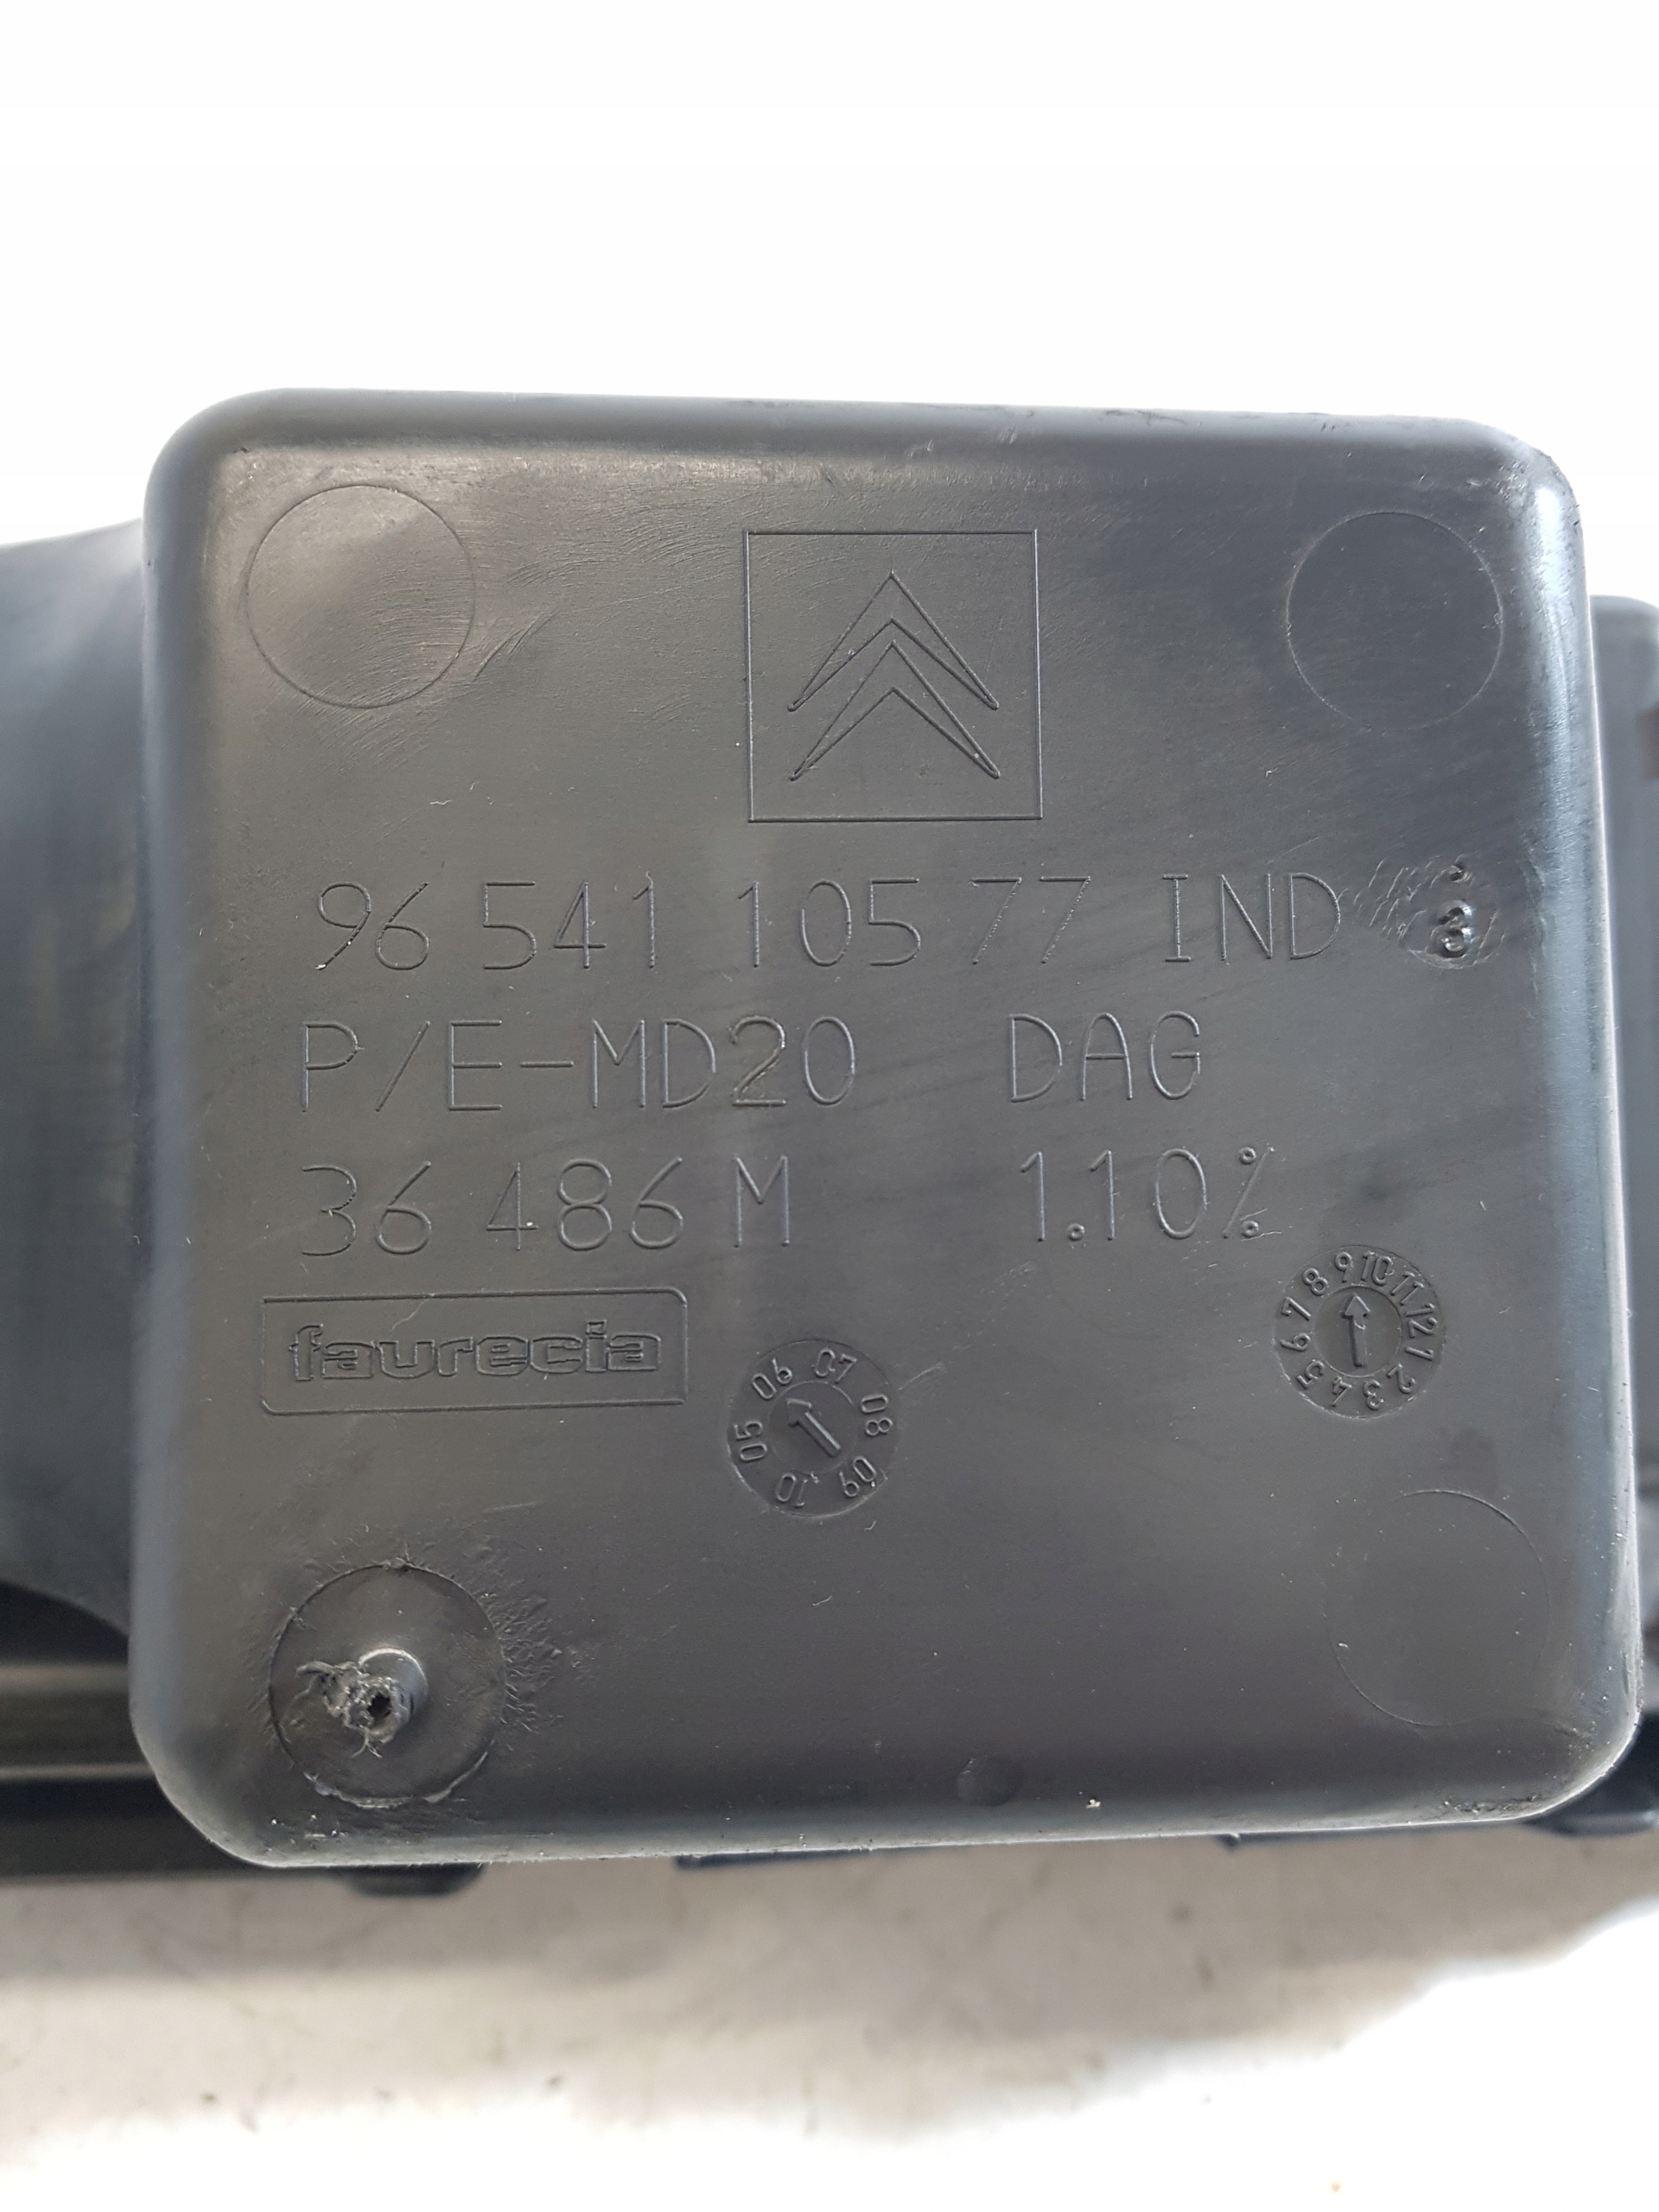 96 541 105 77 IND 3
P/E-MD20 DAG
36 486 M 1.10%
faurecia
05 06 07 08 09 10
1 2 3 4 5 6 7 8 9 10 11 12